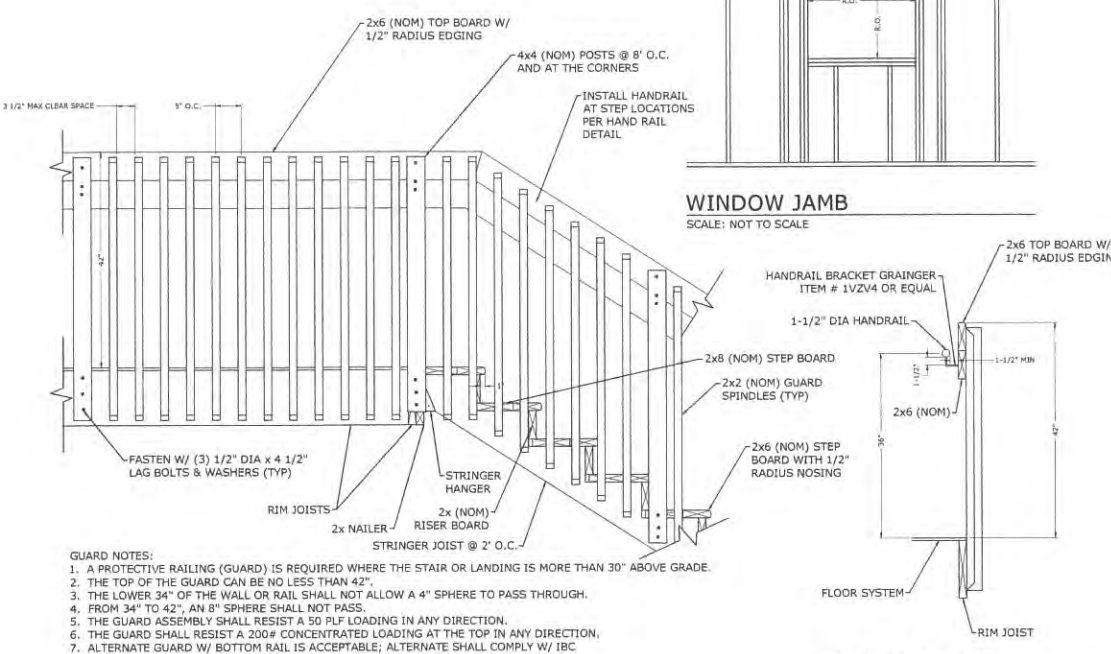 2x6 (NOM) TOP BOARD W/
1/2" RADIUS EDGING
4x4 (NOM) POSTS @ 8' O.C.
AND AT THE CORNERS
3 1/2" MAX CLEAR SPACE
5" O.C.
INSTALL HANDRAIL
AT STEP LOCATIONS
PER HAND RAIL
DETAIL
42"
1"
2x8 (NOM) STEP BOARD
2x2 (NOM) GUARD
SPINDLES (TYP)
2x6 (NOM) STEP
BOARD WITH 1/2"
RADIUS NOSING
FASTEN W/ (3) 1/2" DIA x 4 1/2"
LAG BOLTS & WASHERS (TYP)
RIM JOISTS
2x NAILER
STRINGER
HANGER
2x (NOM)
RISER BOARD
STRINGER JOIST @ 2' O.C.
GUARD NOTES:
1. A PROTECTIVE RAILING (GUARD) IS REQUIRED WHERE THE STAIR OR LANDING IS MORE THAN 30" ABOVE GRADE.
2. THE TOP OF THE GUARD CAN BE NO LESS THAN 42".
3. THE LOWER 34" OF THE WALL OR RAIL SHALL NOT ALLOW A 4" SPHERE TO PASS THROUGH.
4. FROM 34" TO 42", AN 8" SPHERE SHALL NOT PASS.
5. THE GUARD ASSEMBLY SHALL RESIST A 50 PLF LOADING IN ANY DIRECTION.
6. THE GUARD SHALL RESIST A 200# CONCENTRATED LOADING AT THE TOP IN ANY DIRECTION.
7. ALTERNATE GUARD W/ BOTTOM RAIL IS ACCEPTABLE; ALTERNATE SHALL COMPLY W/ IBC
R.O.
R.O.
WINDOW JAMB
SCALE: NOT TO SCALE
2x6 TOP BOARD W/
1/2" RADIUS EDGIN
HANDRAIL BRACKET GRAINGER
ITEM # 1VZV4 OR EQUAL
1-1/2" DIA HANDRAIL
1-1/2" MIN
1-1/2"
2x6 (NOM)
36"
42"
FLOOR SYSTEM
RIM JOIST